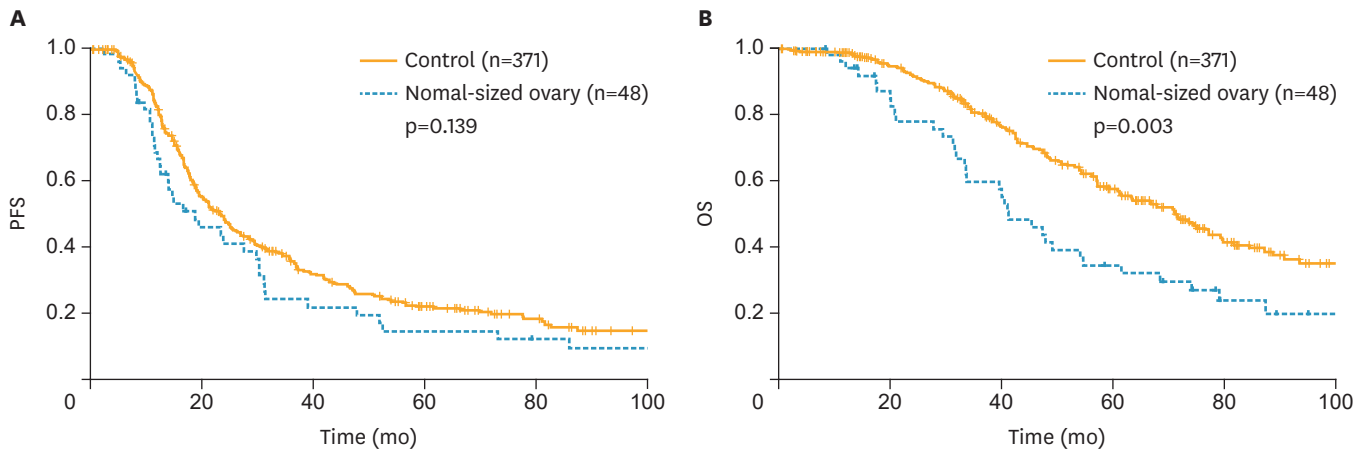 A
1.0
0.8
0.6
0.4
0.2
PFS
Control (n=371)
Nomal-sized ovary (n=48)
p=0.139
0 20 40 60 80 100
Time (mo)
B
1.0
0.8
0.6
0.4
0.2
OS
Control (n=371)
Nomal-sized ovary (n=48)
p=0.003
0 20 40 60 80 100
Time (mo)